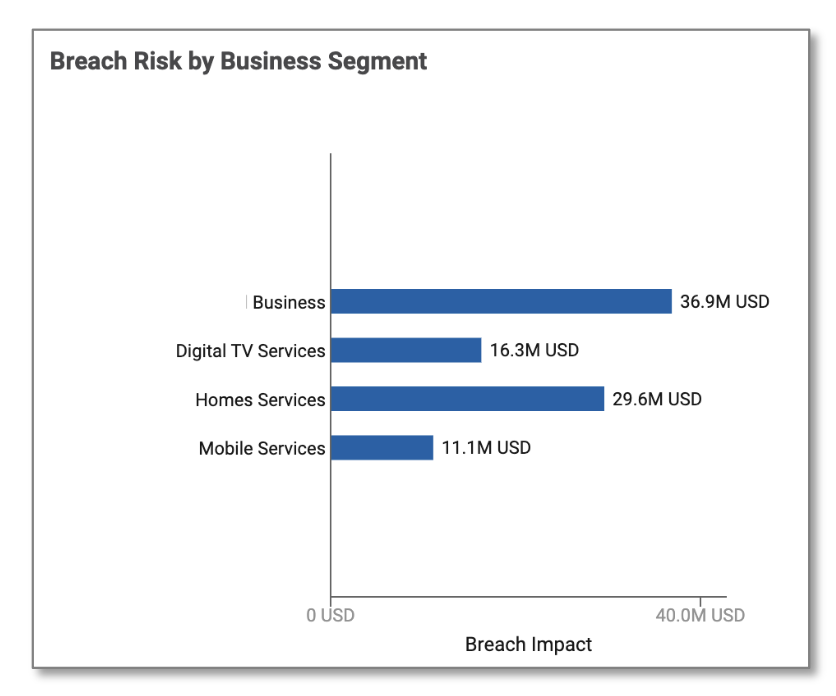 Breach Risk by Business Segment
Business 36.9M USD
Digital TV Services 16.3M USD
Homes Services 29.6M USD
Mobile Services 11.1M USD
0 USD 40.0M USD
Breach Impact